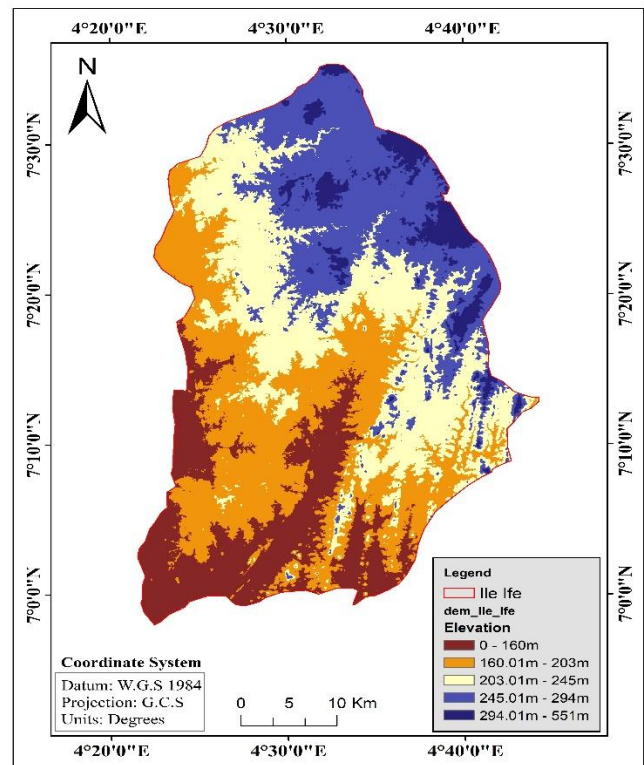 4°20'0"E 4°30'0"E 4°40'0"E
N
7°30'0"N 7°30'0"N
7°20'0"N 7°20'0"N
7°10'0"N 7°10'0"N
7°0'0"N 7°0'0"N
Legend
Ile Ife
dem_Ile_Ife
Elevation
0 - 160m
160.01m - 203m
203.01m - 245m
245.01m - 294m
294.01m - 551m
Coordinate System
Datum: W.G.S 1984
Projection: G.C.S
Units: Degrees
0 5 10 Km
4°20'0"E 4°30'0"E 4°40'0"E